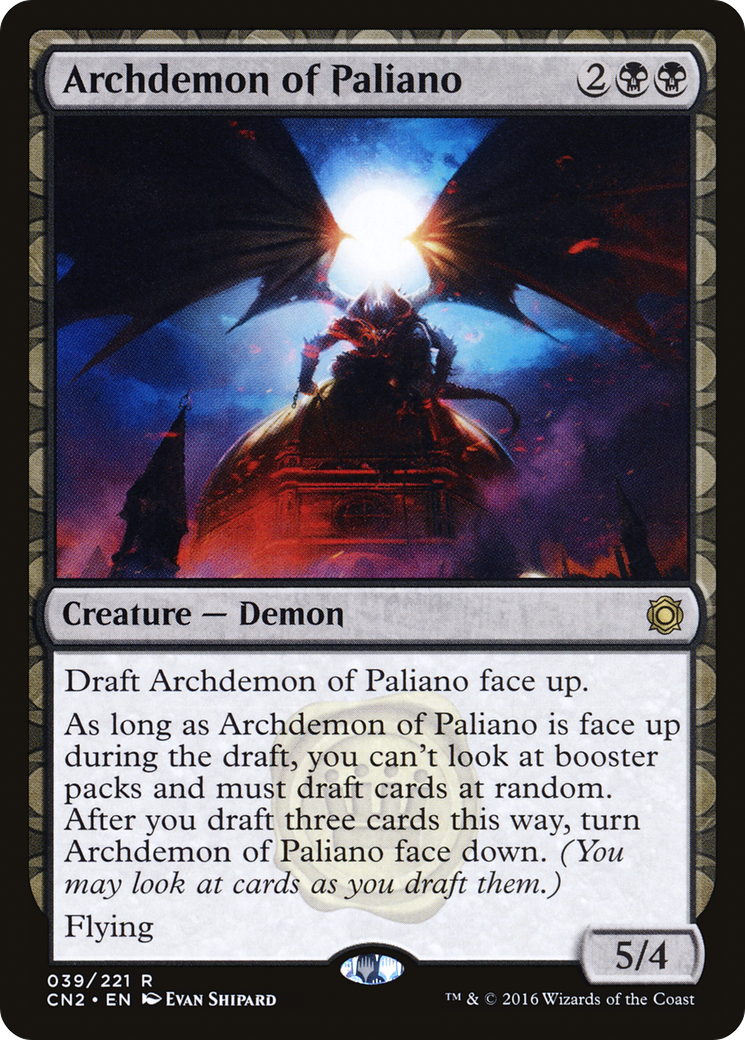 Archdemon of Paliano 2
Creature — Demon
Draft Archdemon of Paliano face up.
As long as Archdemon of Paliano is face up
during the draft, you can't look at booster
packs and must draft cards at random.
After you draft three cards this way, turn
Archdemon of Paliano face down. (You
may look at cards as you draft them.)
Flying
5/4
039/221 R
CN2 • EN Evan Shipard
™ & © 2016 Wizards of the Coast